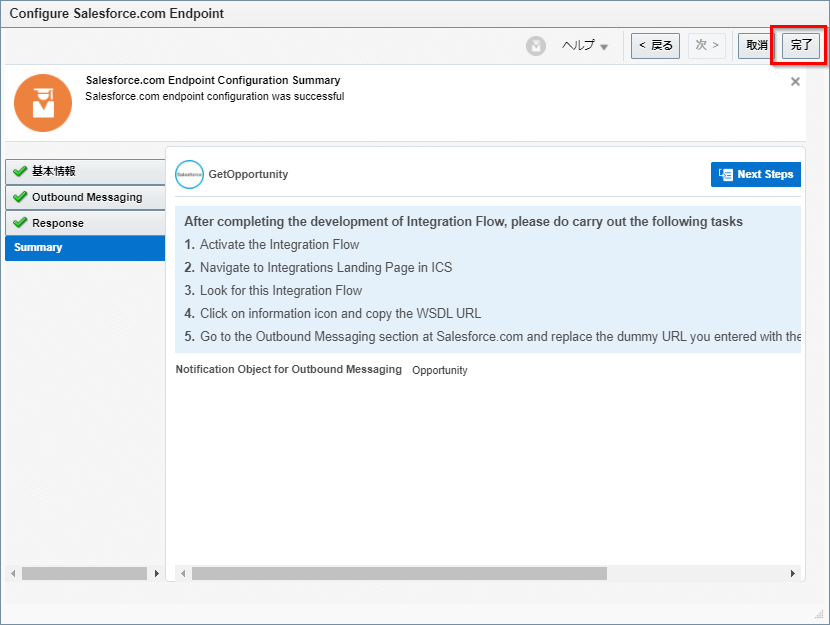 Configure Salesforce.com Endpoint
ヘルプ
< 戻る
次 >
取消
完了
Salesforce.com Endpoint Configuration Summary
Salesforce.com endpoint configuration was successful
基本情報
Outbound Messaging
Response
Summary
salesforce
GetOpportunity
Next Steps
After completing the development of Integration Flow, please do carry out the following tasks
1. Activate the Integration Flow
2. Navigate to Integrations Landing Page in ICS
3. Look for this Integration Flow
4. Click on information icon and copy the WSDL URL
5. Go to the Outbound Messaging section at Salesforce.com and replace the dummy URL you entered with the
Notification Object for Outbound Messaging Opportunity